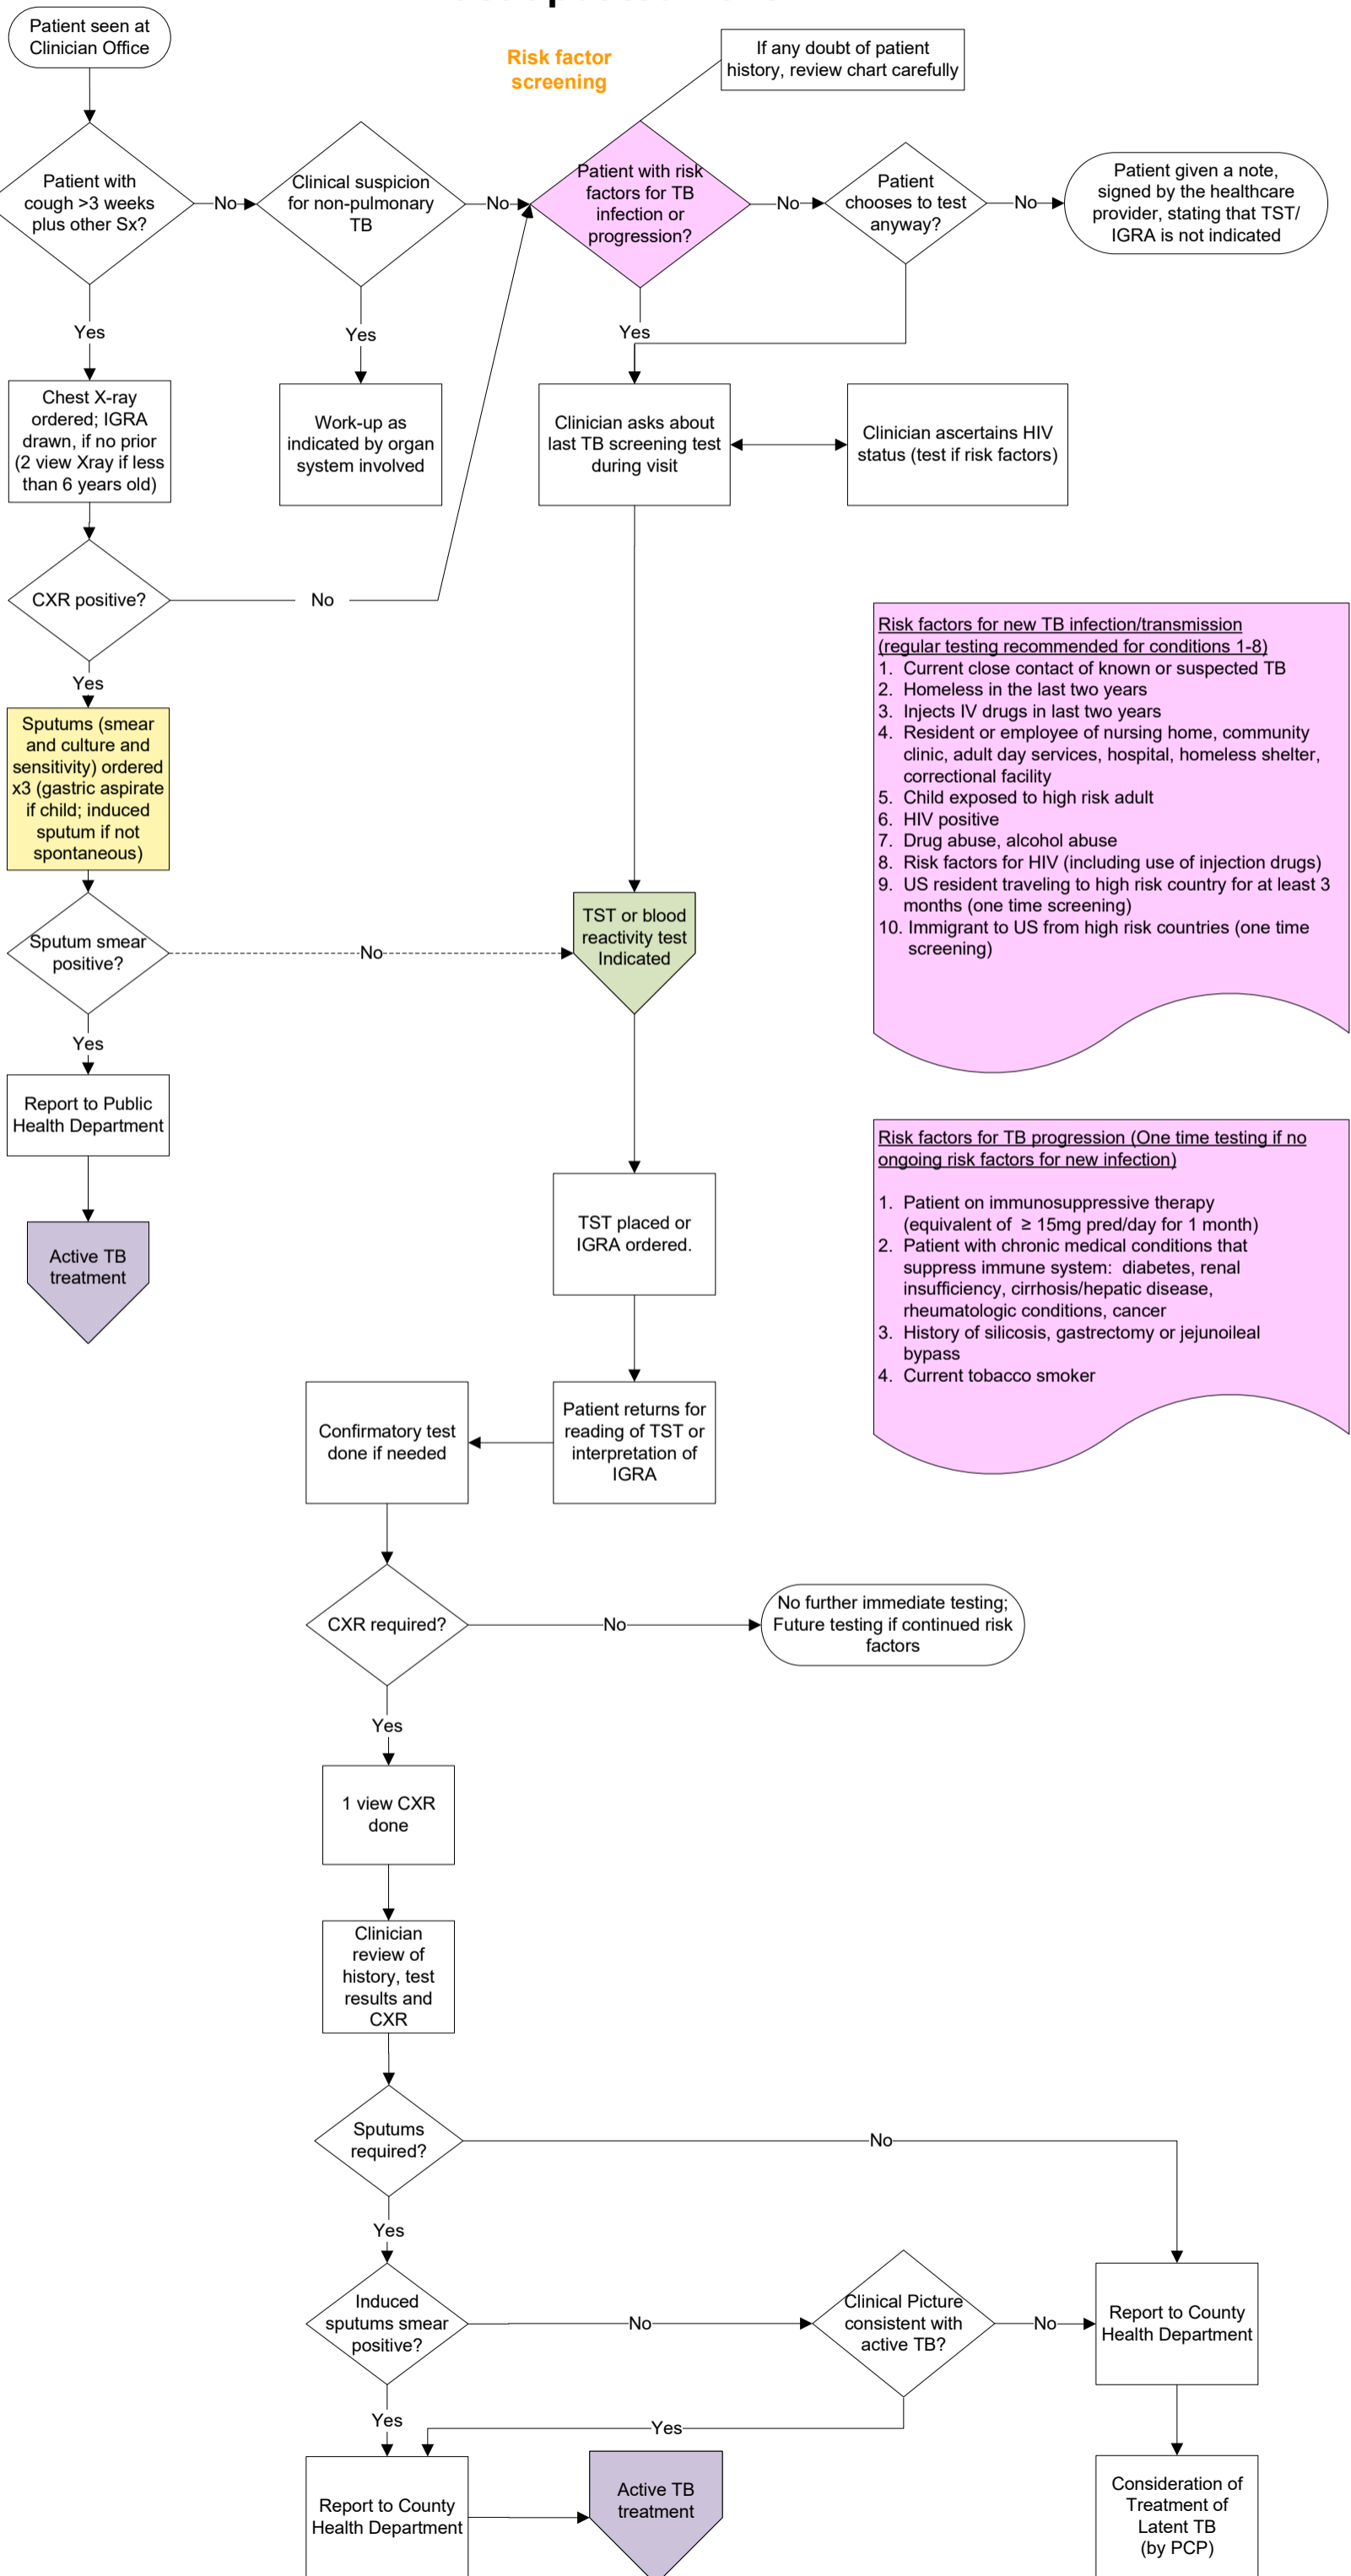 Patient seen at
Clinician Office
Risk factor
screening
If any doubt of patient
history, review chart carefully
Patient with
cough >3 weeks
plus other Sx?
No
Clinical suspicion
for non-pulmonary
TB
No
Patient with risk
factors for TB
infection or
progression?
No
Patient
chooses to test
anyway?
No
Patient given a note,
signed by the healthcare
provider, stating that TST/
IGRA is not indicated
Yes
Yes
Yes
Chest X-ray
ordered; IGRA
drawn, if no prior
(2 view Xray if less
than 6 years old)
Work-up as
indicated by organ
system involved
Clinician asks about
last TB screening test
during visit
Clinician ascertains HIV
status (test if risk factors)
CXR positive?
No
Yes
Sputums (smear
and culture and
sensitivity) ordered
x3 (gastric aspirate
if child; induced
sputum if not
spontaneous)
Risk factors for new TB infection/transmission
(regular testing recommended for conditions 1-8)
1. Current close contact of known or suspected TB
2. Homeless in the last two years
3. Injects IV drugs in last two years
4. Resident or employee of nursing home, community
clinic, adult day services, hospital, homeless shelter,
correctional facility
5. Child exposed to high risk adult
6. HIV positive
7. Drug abuse, alcohol abuse
8. Risk factors for HIV (including use of injection drugs)
9. US resident traveling to high risk country for at least 3
months (one time screening)
10. Immigrant to US from high risk countries (one time
screening)
Sputum smear
positive?
No
TST or blood
reactivity test
Indicated
Yes
Report to Public
Health Department
Active TB
treatment
Risk factors for TB progression (One time testing if no
ongoing risk factors for new infection)
1. Patient on immunosuppressive therapy
(equivalent of ≥ 15mg pred/day for 1 month)
2. Patient with chronic medical conditions that
suppress immune system: diabetes, renal
insufficiency, cirrhosis/hepatic disease,
rheumatologic conditions, cancer
3. History of silicosis, gastrectomy or jejunoileal
bypass
4. Current tobacco smoker
TST placed or
IGRA ordered.
Patient returns for
reading of TST or
interpretation of
IGRA
Confirmatory test
done if needed
CXR required?
No
No further immediate testing;
Future testing if continued risk
factors
Yes
1 view CXR
done
Clinician
review of
history, test
results and
CXR
Sputums
required?
No
Yes
Induced
sputums smear
positive?
No
Clinical Picture
consistent with
active TB?
No
Report to County
Health Department
Yes
Yes
Report to County
Health Department
Active TB
treatment
Consideration of
Treatment of
Latent TB
(by PCP)